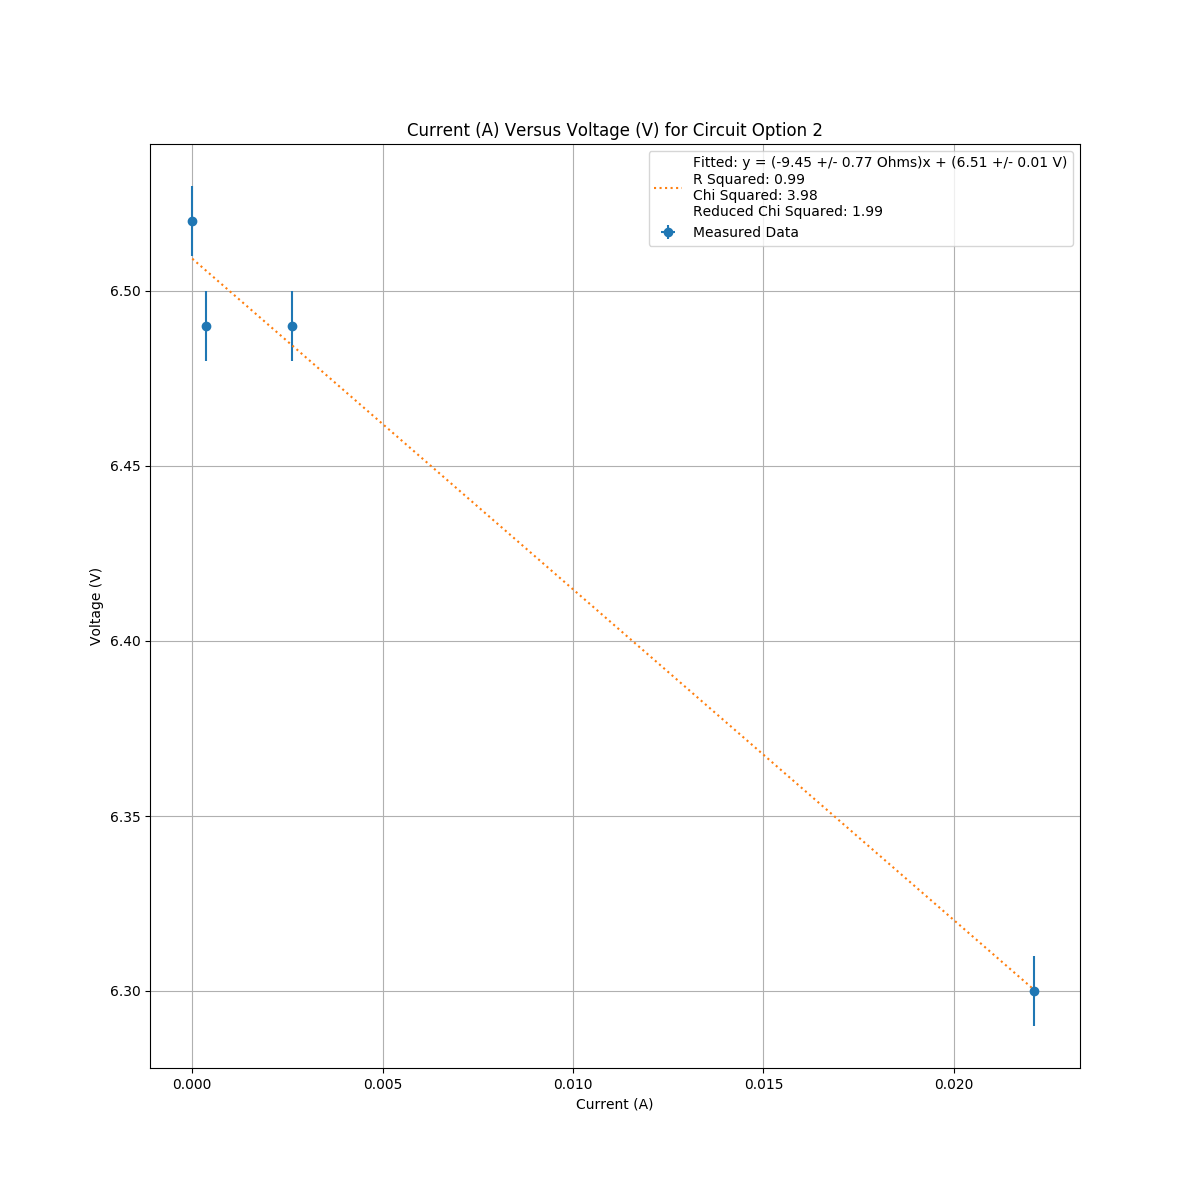 Current (A) Versus Voltage (V) for Circuit Option 2
Fitted: y = (-9.45 +/- 0.77 Ohms)x + (6.51 +/- 0.01 V)
R Squared: 0.99
Chi Squared: 3.98
Reduced Chi Squared: 1.99
Measured Data
6.50
6.45
6.40
6.35
6.30
Voltage (V)
0.000 0.005 0.010 0.015 0.020
Current (A)